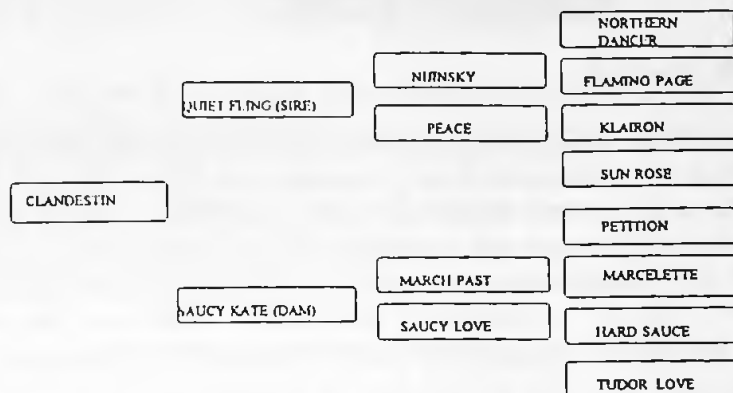 NORTHERN
DANCER
NIJINSKY
FLAMINO PAGE
QUIET FLING (SIRE)
PEACE
KLAIRON
SUN ROSE
CLANDESTIN
PETITION
MARCH PAST
MARCELETTE
SAUCY KATE (DAM)
SAUCY LOVE
HARD SAUCE
TUDOR LOVE